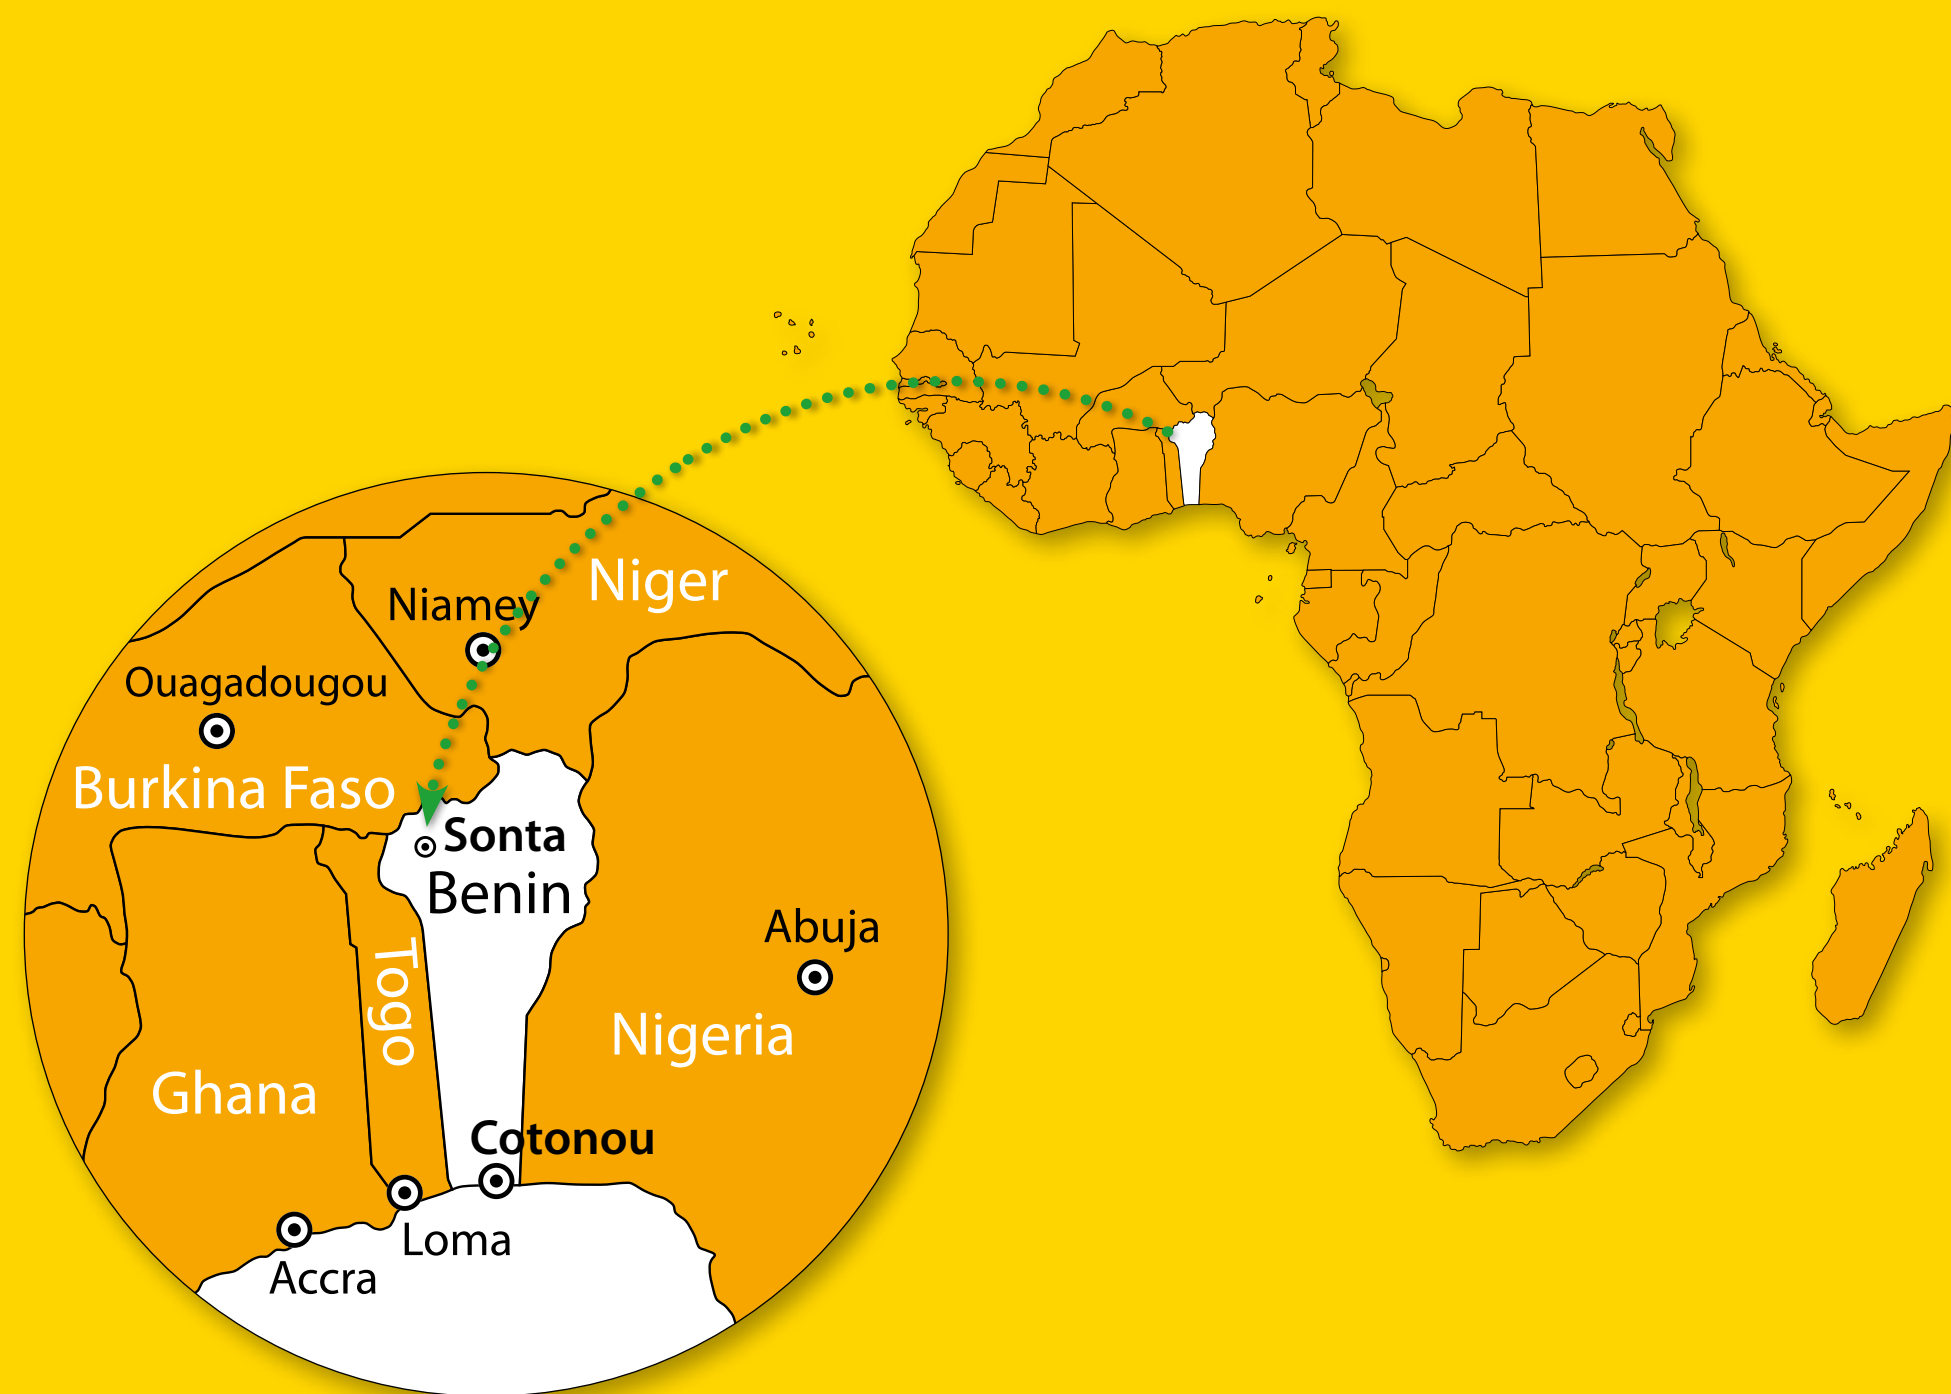 Niger
Niamey
Ouagadougou
Burkina Faso
Sonta
Benin
Abuja
Togo
Nigeria
Ghana
Cotonou
Loma
Accra